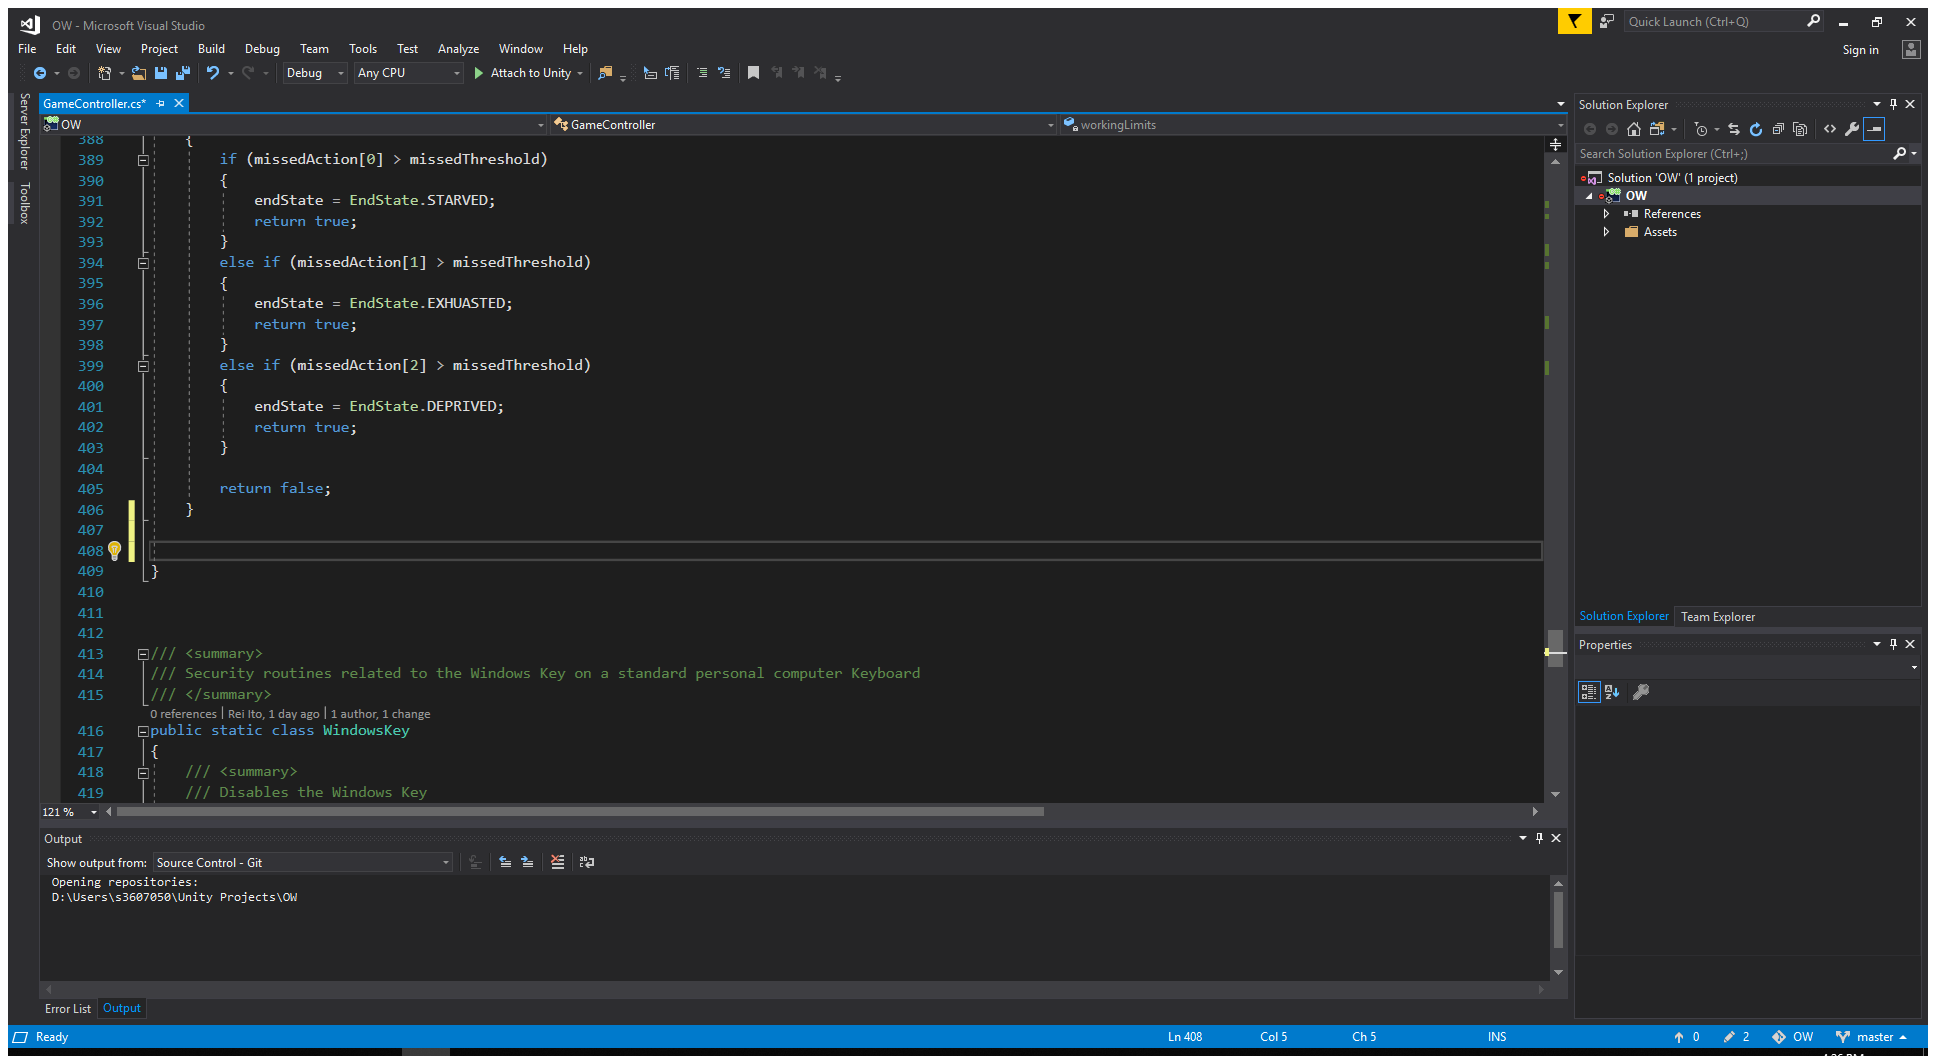 OW - Microsoft Visual Studio
Quick Launch (Ctrl+Q)
File Edit View Project Build Debug Team Tools Test Analyze Window Help
Sign in
Debug Any CPU Attach to Unity
Server Explorer
Toolbox
GameController.cs*
OW GameController workingLimits
388 {
389 if (missedAction[0] > missedThreshold)
390 {
391 endState = EndState.STARVED;
392 return true;
393 }
394 else if (missedAction[1] > missedThreshold)
395 {
396 endState = EndState.EXHUASTED;
397 return true;
398 }
399 else if (missedAction[2] > missedThreshold)
400 {
401 endState = EndState.DEPRIVED;
402 return true;
403 }
404
405 return false;
406 }
407
408
409 }
410
411
412
413 /// <summary>
414 /// Security routines related to the Windows Key on a standard personal computer Keyboard
415 /// </summary>
0 references | Rei Ito, 1 day ago | 1 author, 1 change
416 public static class WindowsKey
417 {
418 /// <summary>
419 /// Disables the Windows Key
121 %
Output
Show output from: Source Control - Git
Opening repositories:
D:\Users\s3607050\Unity Projects\OW
Error List Output
Solution Explorer
Search Solution Explorer (Ctrl+;)
Solution 'OW' (1 project)
OW
References
Assets
Solution Explorer Team Explorer
Properties
Ready Ln 408 Col 5 Ch 5 INS 0 2 OW master